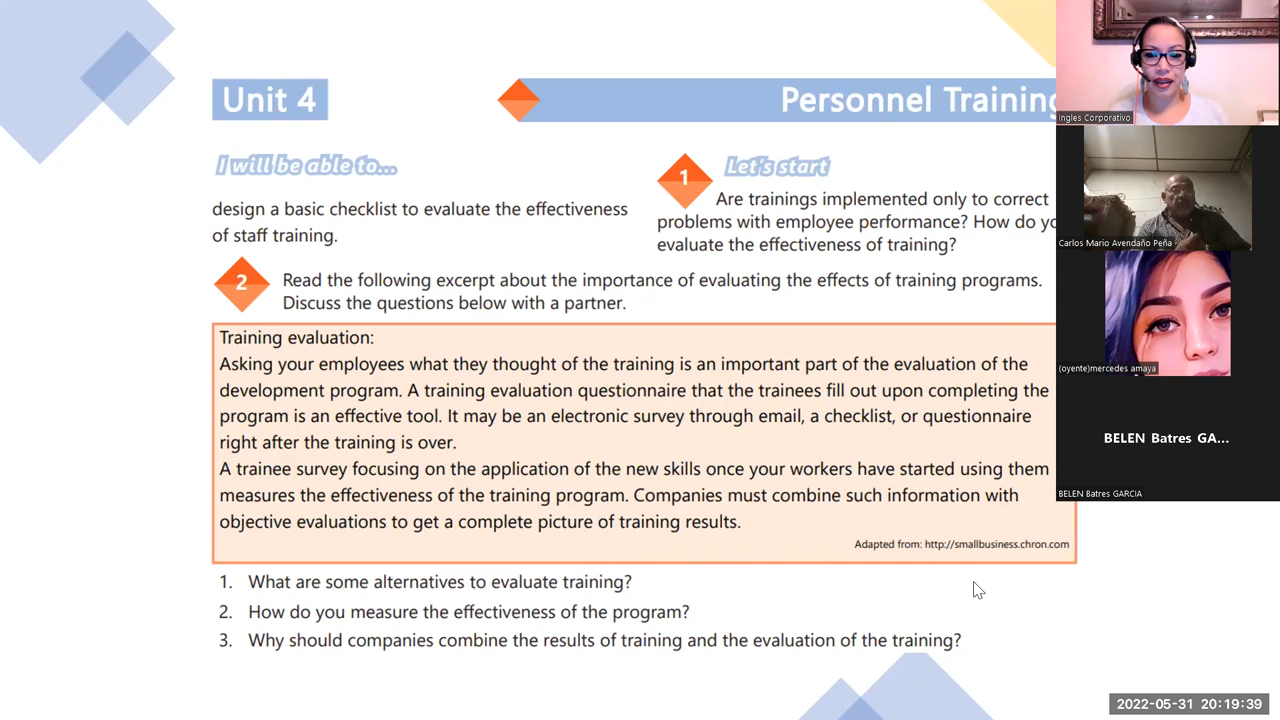 Unit 4
Personnel Training
I will be able to...
design a basic checklist to evaluate the effectiveness
of staff training.
1
Let's start
Are trainings implemented only to correct
problems with employee performance? How do
evaluate the effectiveness of training?
2
Read the following excerpt about the importance of evaluating the effects of training programs.
Discuss the questions below with a partner.
Training evaluation:
Asking your employees what they thought of the training is an important part of the evaluation of the
development program. A training evaluation questionnaire that the trainees fill out upon completing the
program is an effective tool. It may be an electronic survey through email, a checklist, or questionnaire
right after the training is over.
A trainee survey focusing on the application of the new skills once your workers have started using them
measures the effectiveness of the training program. Companies must combine such information with
objective evaluations to get a complete picture of training results.
Adapted from: http://smallbusiness.chron.com
1. What are some alternatives to evaluate training?
2. How do you measure the effectiveness of the program?
3. Why should companies combine the results of training and the evaluation of the training?
Ingles Corporativo
Carlos Mario Avendaño Peña
(oyente)mercedes amaya
BELEN Batres GA...
BELEN Batres GARCIA
2022-05-31 20:19:39